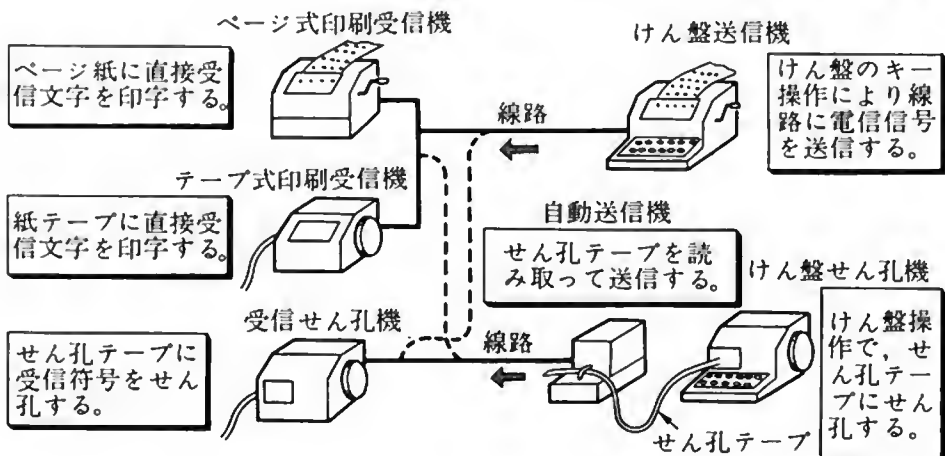 ページ式印刷受信機
ページ紙に直接受
信文字を印字する。
けん盤送信機
けん盤のキー
操作により線
路に電信信号
を送信する。
線路
テープ式印刷受信機
紙テープに直接受
信文字を印字する。
自動送信機
せん孔テープを読
み取って送信する。
けん盤せん孔機
けん盤操
作で，せ
ん孔テー
プにせん
孔する。
受信せん孔機
せん孔テープに
受信符号をせん
孔する。
線路
せん孔テープ